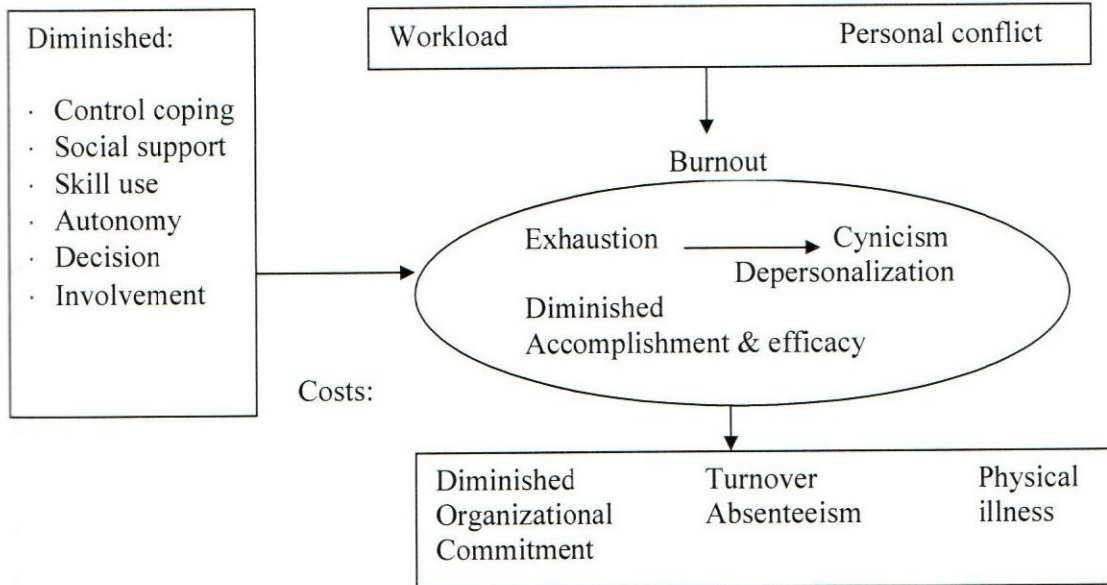 Diminished:
· Control coping
· Social support
· Skill use
· Autonomy
· Decision
· Involvement
Workload Personal conflict
Burnout
Exhaustion Cynicism
Depersonalization
Diminished
Accomplishment & efficacy
Costs:
Diminished Turnover Physical
Organizational Absenteeism illness
Commitment